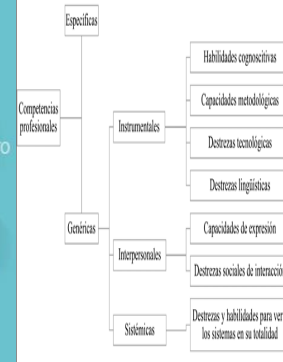 Específicas
Habilidades cognoscitivas
Competencias
profesionales
Capacidades metodológicas
Instrumentales
Destrezas tecnológicas
Destrezas lingüísticas
Genéricas
Capacidades de expresión
Interpersonales
Destrezas sociales de interacción
Sistémicas
Destrezas y habilidades para ver
los sistemas en su totalidad